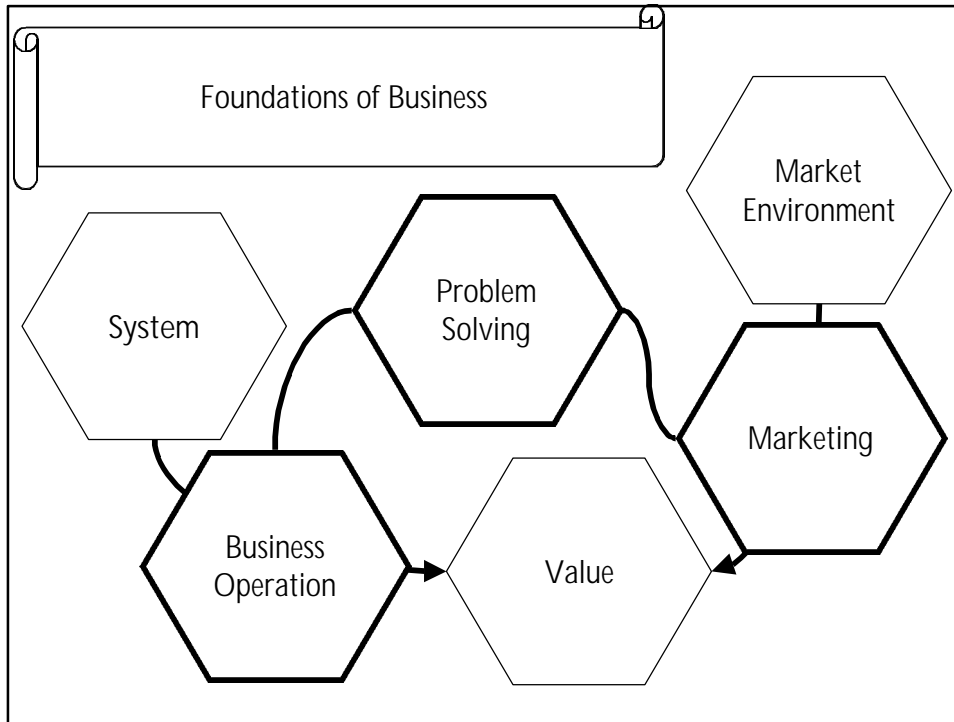 Foundations of Business
Market
Environment
Problem
Solving
System
Marketing
Business
Operation
Value